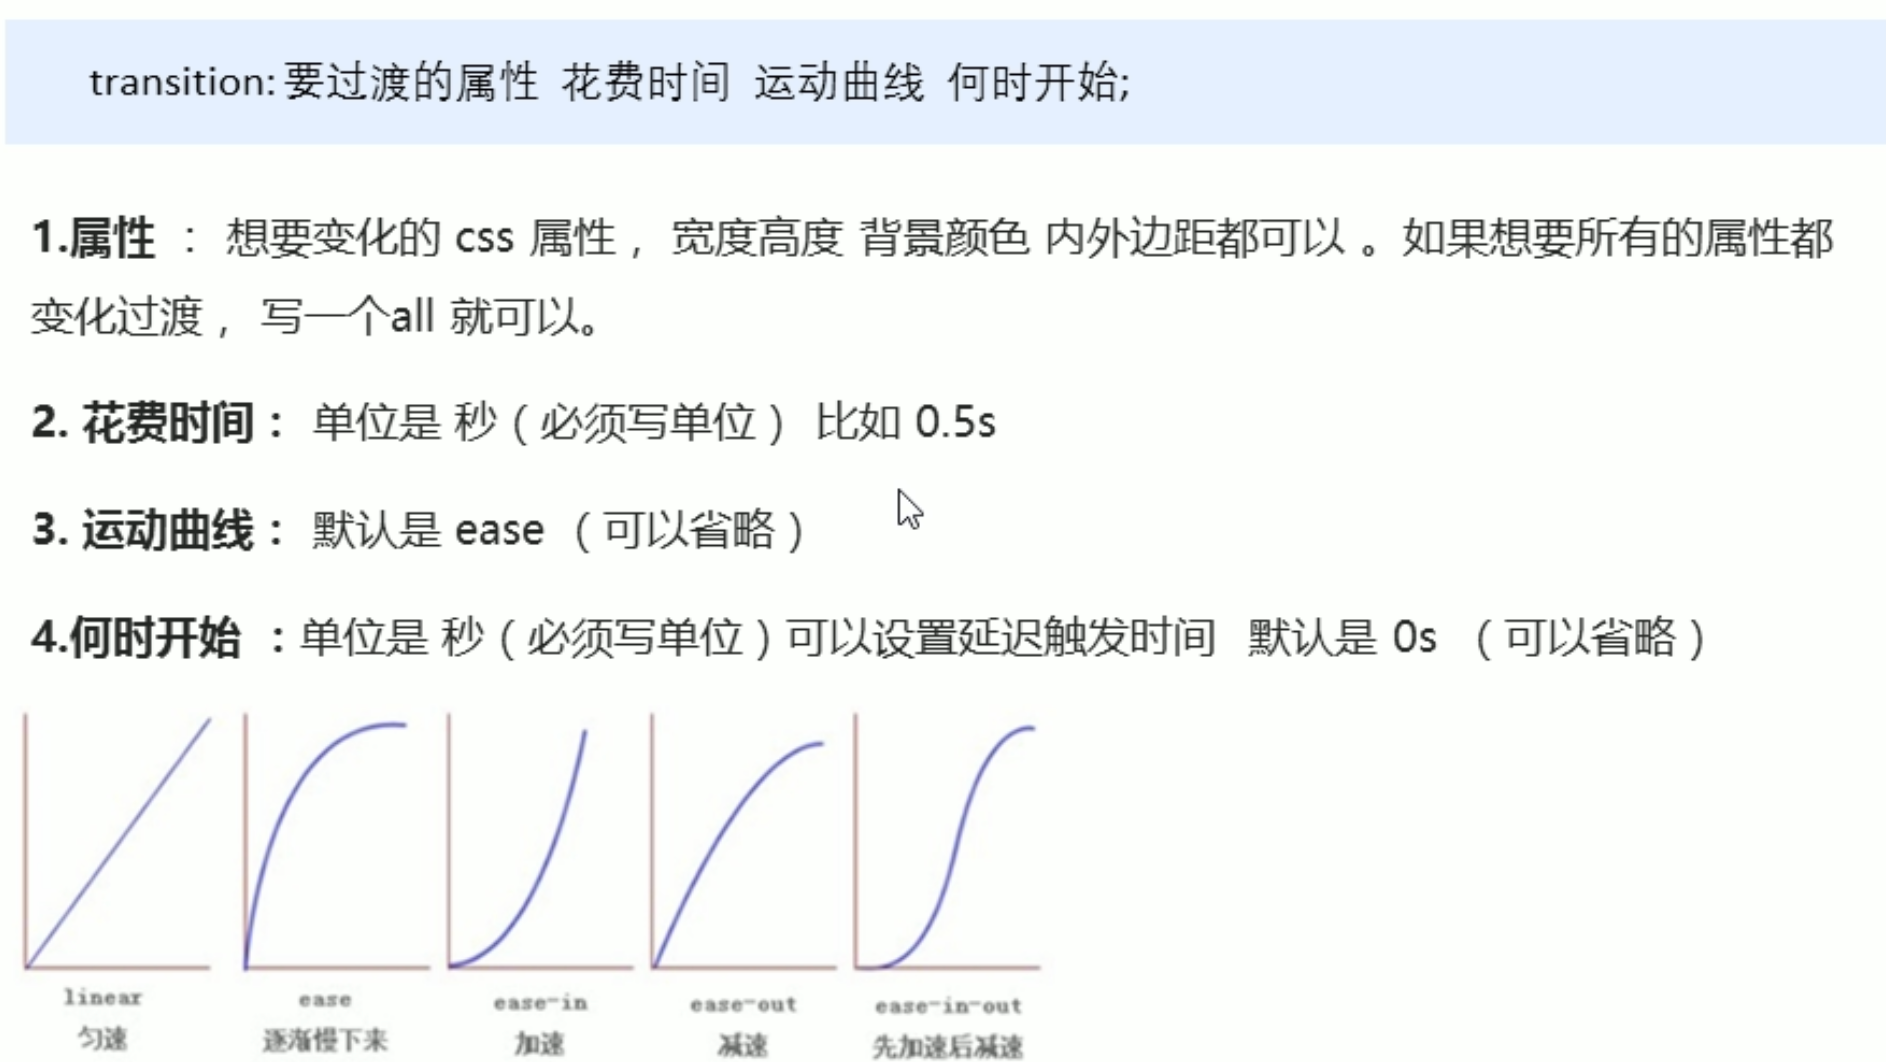 transition: 要过渡的属性 花费时间 运动曲线 何时开始;
1.属性 ： 想要变化的 css 属性， 宽度高度 背景颜色 内外边距都可以 。如果想要所有的属性都
变化过渡， 写一个all 就可以。
2. 花费时间： 单位是 秒（必须写单位） 比如 0.5s
3. 运动曲线： 默认是 ease （可以省略）
4.何时开始 ：单位是 秒（必须写单位）可以设置延迟触发时间 默认是 0s （可以省略）
linear ease ease-in ease-out ease-in-out
匀速 逐渐慢下来 加速 减速 先加速后减速